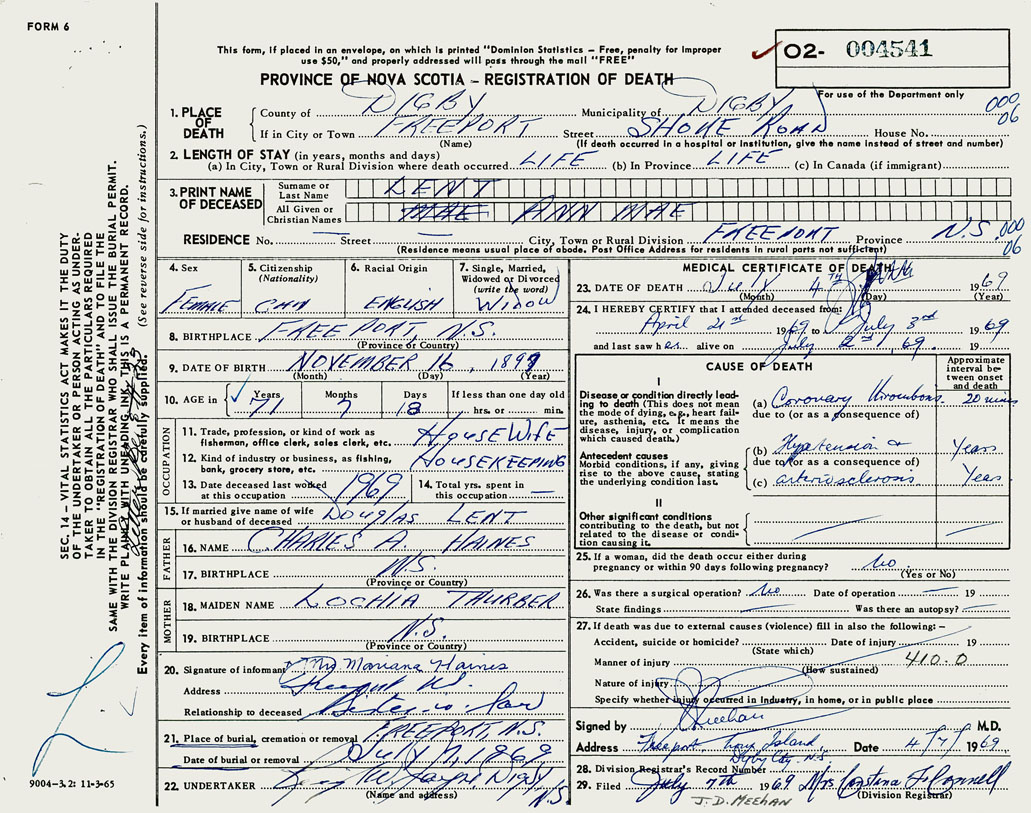 FORM 6
This form, if placed in an envelope, on which is printed "Dominion Statistics – Free, penalty for improper
use $50," and properly addressed will pass through the mail "FREE"
PROVINCE OF NOVA SCOTIA – REGISTRATION OF DEATH
O2- 004541
For use of the Department only
000
06
1. PLACE OF DEATH County of DIGBY Municipality of DIGBY
If in City or Town FREEPORT Street SHORE ROAD House No.
(Name) (If death occurred in a hospital or institution, give the name instead of street and number)
2. LENGTH OF STAY (in years, months and days)
(a) In City, Town or Rural Division where death occurred LIFE (b) In Province LIFE (c) In Canada (if immigrant)
3. PRINT NAME OF DECEASED
Surname or Last Name LENT
All Given or Christian Names MAE ANN MAE
RESIDENCE No. Street City, Town or Rural Division FREEPORT Province N.S. 000
06
(Residence means usual place of abode. Post Office Address for residents in rural parts not sufficient)
4. Sex FEMALE
5. Citizenship (Nationality) CAN
6. Racial Origin ENGLISH
7. Single, Married, Widowed or Divorced (write the word) WIDOW
8. BIRTHPLACE FREEPORT, N.S.
(Province or Country)
9. DATE OF BIRTH NOVEMBER 16, 1897
(Month) (Day) (Year)
10. AGE in Years 71 Months 7 Days 18 If less than one day old hrs. or min.
OCCUPATION
11. Trade, profession, or kind of work as fisherman, office clerk, sales clerk, etc. HOUSEWIFE
12. Kind of industry or business, as fishing, bank, grocery store, etc. HOUSEKEEPING
13. Date deceased last worked at this occupation 1969 14. Total yrs. spent in this occupation —
15. If married give name of wife or husband of deceased DOUGLAS LENT
FATHER
16. NAME CHARLES A. HAINES
17. BIRTHPLACE N.S.
(Province or Country)
MOTHER
18. MAIDEN NAME LOCHIA THURBER
19. BIRTHPLACE N.S.
(Province or Country)
20. Signature of informant Mrs Mariana Haines
Address Freeport N.S.
Relationship to deceased Sister-in-law
21. Place of burial, cremation or removal FREEPORT, N.S.
Date of burial or removal JULY 7, 1969
22. UNDERTAKER Digby, N.S.
(Name and address)
9004–3.2: 11-3-65
MEDICAL CERTIFICATE OF DEATH
23. DATE OF DEATH July 4TH 1969
(Month) (Day) (Year)
24. I HEREBY CERTIFY that I attended deceased from:
April 21st 1969 to July 3rd 1969
and last saw her alive on July 2nd, 69. 19
CAUSE OF DEATH
Approximate interval between onset and death
I
Disease or condition directly leading to death (This does not mean the mode of dying, e.g., heart failure, asthenia, etc. It means the disease, injury, or complication which caused death.)
(a) Coronary thrombosis. 20 mins
due to (or as a consequence of)
Antecedent causes
Morbid conditions, if any, giving rise to the above cause, stating the underlying condition last.
(b) Hypertension & Years
due to (or as a consequence of)
(c) arteriosclerosis Years
II
Other significant conditions contributing to the death, but not related to the disease or condition causing it.
25. If a woman, did the death occur either during pregnancy or within 90 days following pregnancy? No
(Yes or No)
26. Was there a surgical operation? No Date of operation — 19
State findings — Was there an autopsy? —
27. If death was due to external causes (violence) fill in also the following: –
Accident, suicide or homicide? Date of injury 19
(State which)
Manner of injury 410.0
(How sustained)
Nature of injury
Specify whether injury occurred in industry, in home, or in public place
Signed by Meehan M.D.
Address Freeport, Long Island, Digby Cty. N.S. Date 4/7/1969
28. Division Registrar's Record Number
29. Filed July 7th 1969 Mrs Cortina F. Connell
(Division Registrar)
J.D. MEEHAN
SEC. 14 – VITAL STATISTICS ACT MAKES IT THE DUTY
OF THE UNDERTAKER OR PERSON ACTING AS UNDER-
TAKER TO OBTAIN ALL THE PARTICULARS REQUIRED
IN THE "REGISTRATION OF DEATH" AND TO FILE THE
SAME WITH THE DIVISION REGISTRAR WHO SHALL ISSUE THE BURIAL PERMIT.
WRITE PLAINLY WITH UNFADING INK, THIS IS A PERMANENT RECORD.
Every item of information should be carefully supplied. (See reverse side for instructions.)